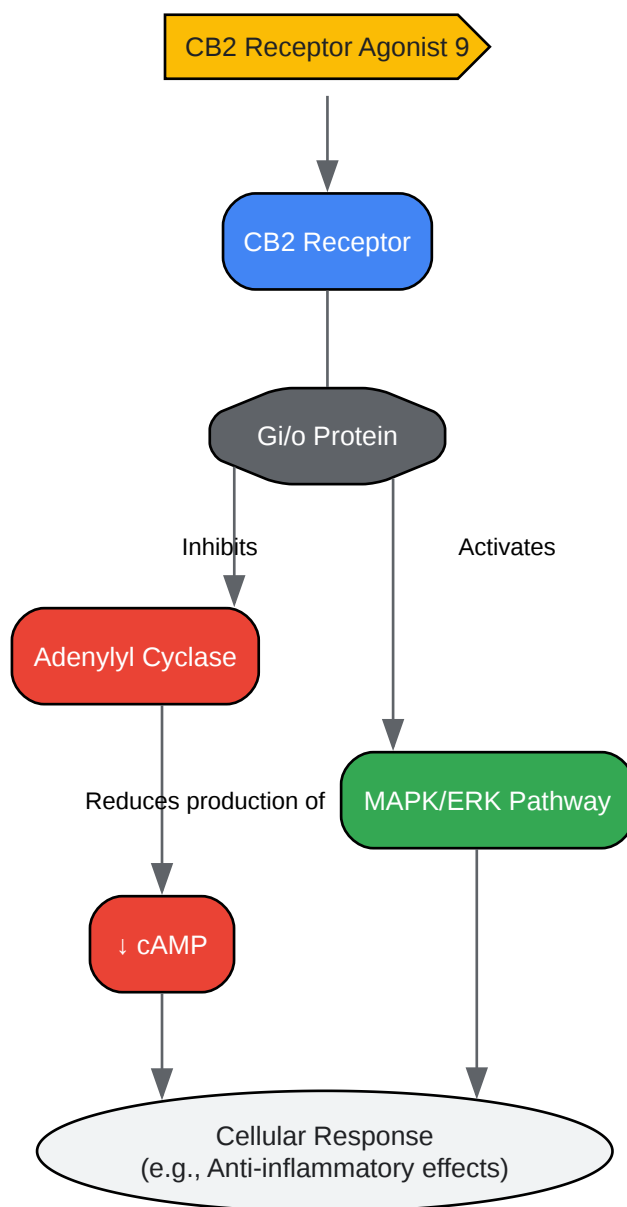 CB2 Receptor Agonist 9
CB2 Receptor
Gi/o Protein
Inhibits
Activates
Adenylyl Cyclase
Reduces production of
MAPK/ERK Pathway
↓ cAMP
Cellular Response
(e.g., Anti-inflammatory effects)